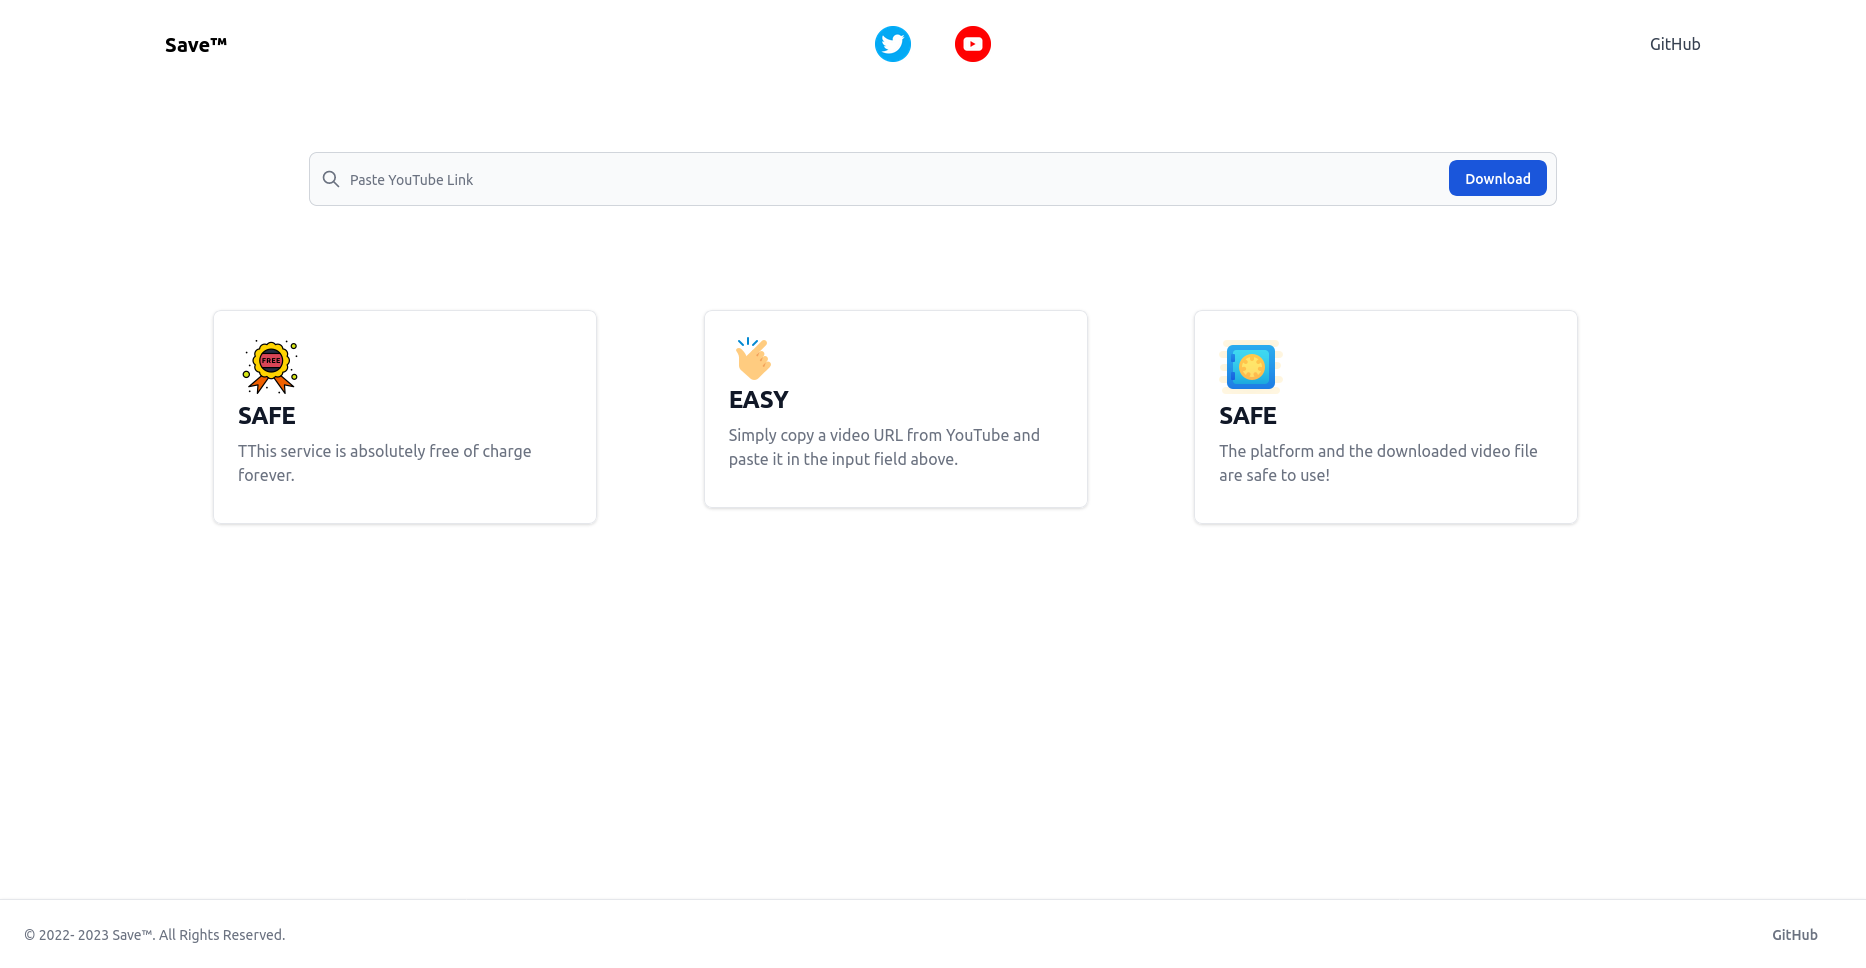 Save™
GitHub
Paste YouTube Link
Download
FREE
SAFE
TThis service is absolutely free of charge
forever.
EASY
Simply copy a video URL from YouTube and
paste it in the input field above.
SAFE
The platform and the downloaded video file
are safe to use!
© 2022- 2023 Save™. All Rights Reserved.
GitHub